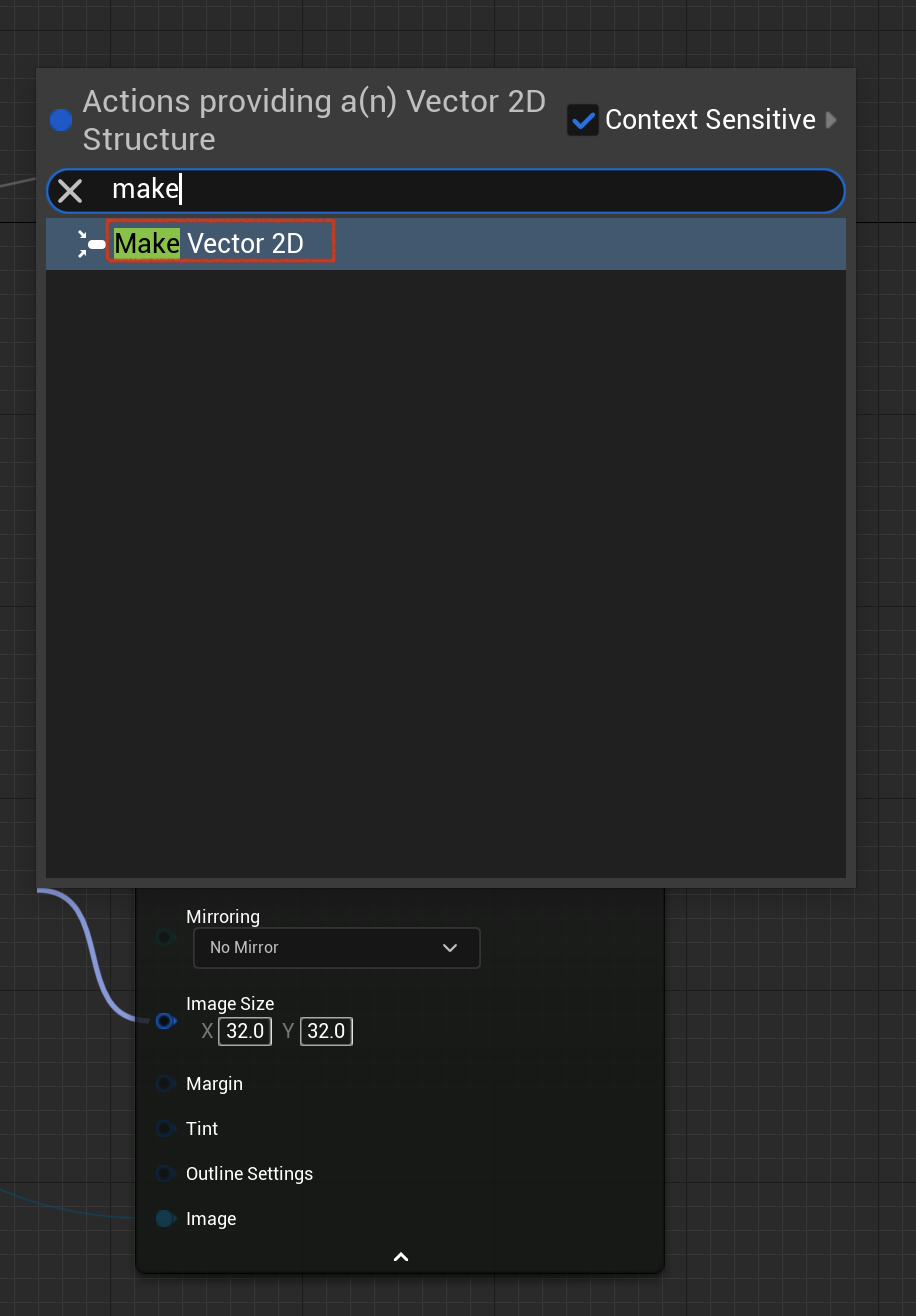 Actions providing a(n) Vector 2D
Structure
Context Sensitive
make
Make Vector 2D
Mirroring
No Mirror
Image Size
X 32.0 Y 32.0
Margin
Tint
Outline Settings
Image